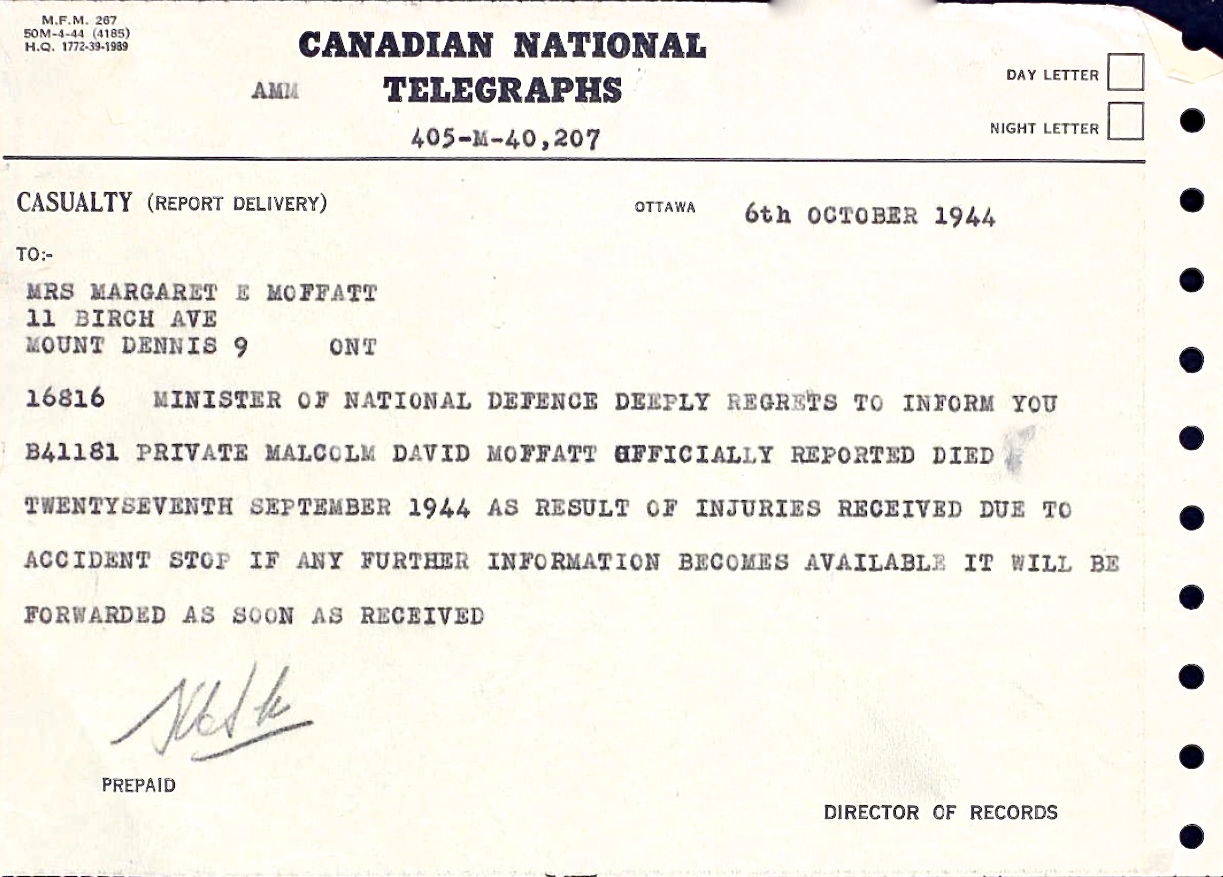 M.F.M. 267
50M-4-44 (4185)
H.Q. 1772-39-1989
CANADIAN NATIONAL
AMM TELEGRAPHS
405-M-40,207
DAY LETTER
NIGHT LETTER
CASUALTY (REPORT DELIVERY) OTTAWA 6th OCTOBER 1944
TO:-
MRS MARGARET E MOFFATT
11 BIRCH AVE
MOUNT DENNIS 9 ONT
16816 MINISTER OF NATIONAL DEFENCE DEEPLY REGRETS TO INFORM YOU
B41181 PRIVATE MALCOLM DAVID MOFFATT OFFICIALLY REPORTED DIED
TWENTYSEVENTH SEPTEMBER 1944 AS RESULT OF INJURIES RECEIVED DUE TO
ACCIDENT STOP IF ANY FURTHER INFORMATION BECOMES AVAILABLE IT WILL BE
FORWARDED AS SOON AS RECEIVED
PREPAID
DIRECTOR OF RECORDS